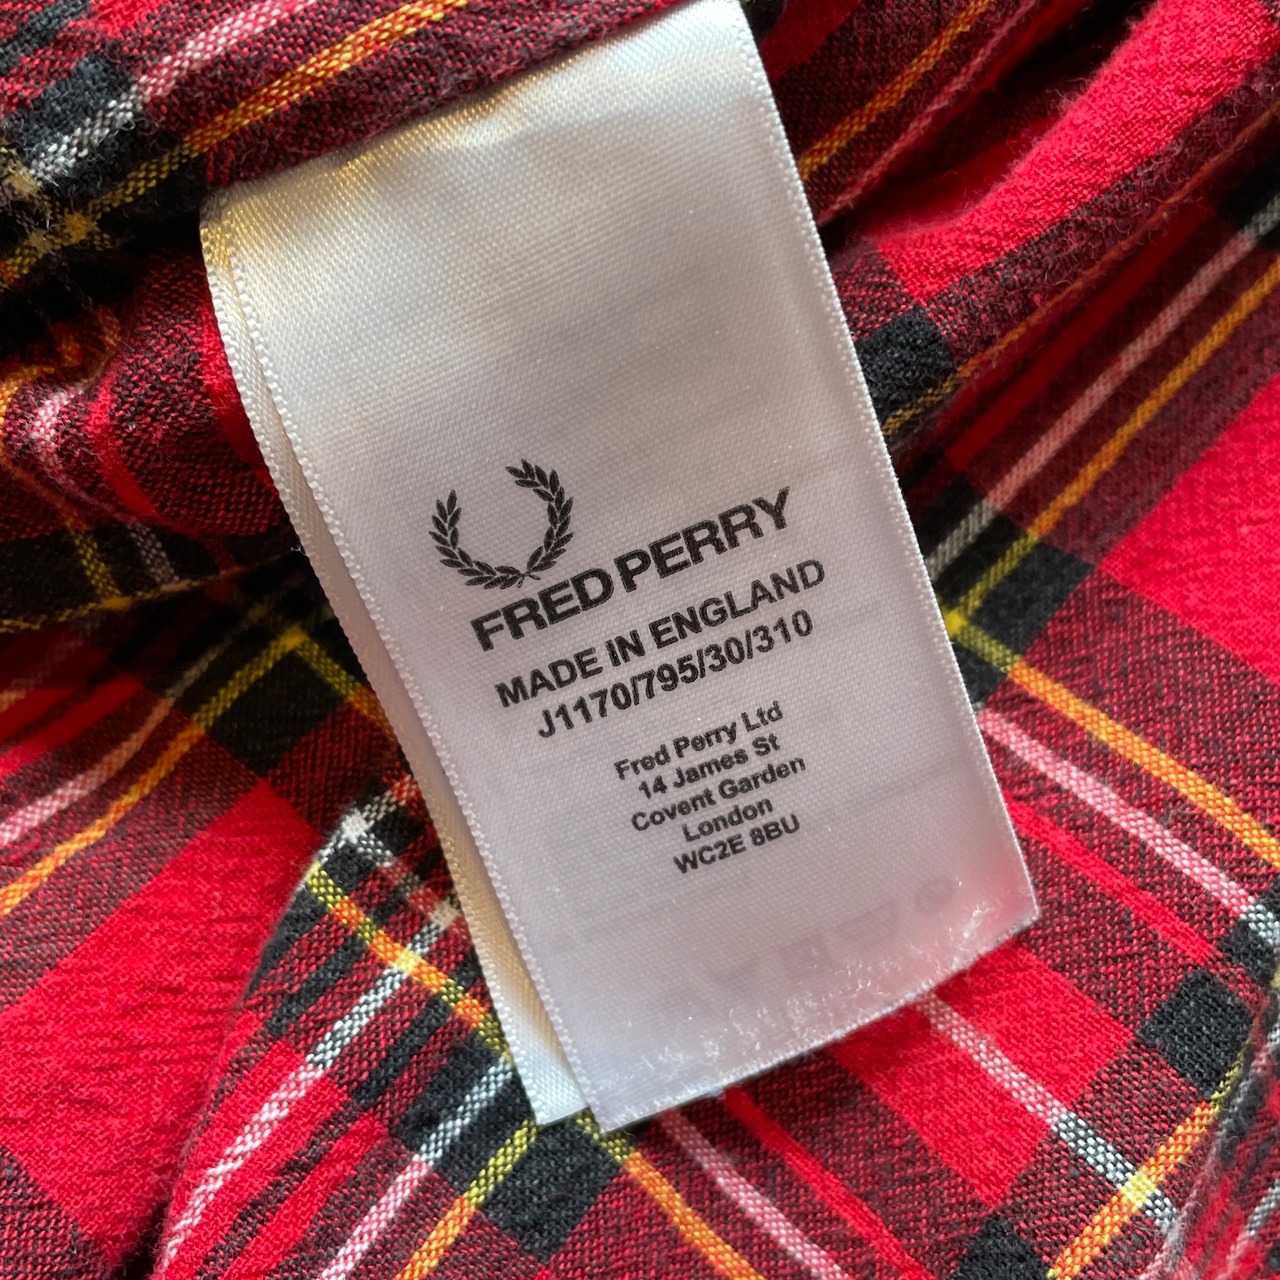 FRED PERRY
MADE IN ENGLAND
J1170/795/30/310
Fred Perry Ltd
14 James St
Covent Garden
London
WC2E 8BU